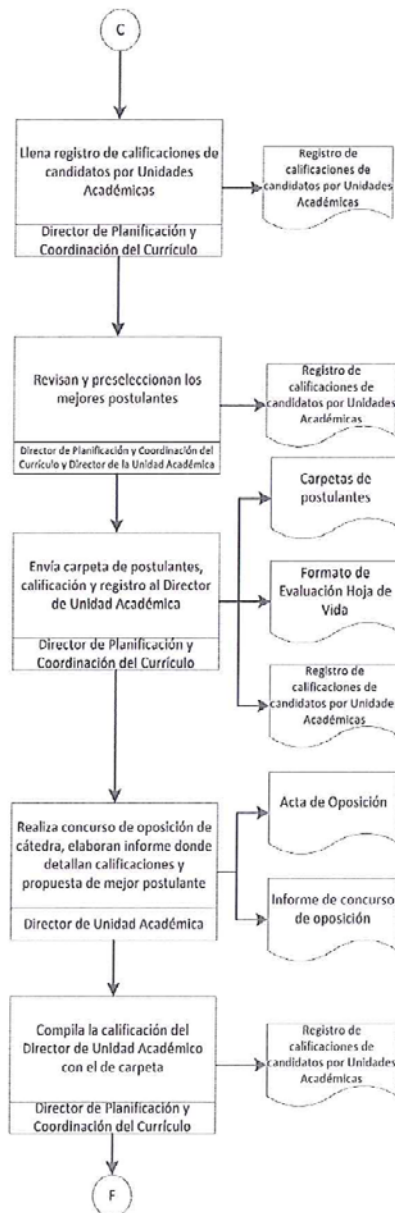 C
Llena registro de calificaciones de
candidatos por Unidades
Académicas
Director de Planificación y
Coordinación del Currículo
Registro de
calificaciones de
candidatos por Unidades
Académicas
Revisan y preseleccionan los
mejores postulantes
Director de Planificación y Coordinación del
Currículo y Director de la Unidad Académica
Registro de
calificaciones de
candidatos por Unidades
Académicas
Envía carpeta de postulantes,
calificación y registro al Director
de Unidad Académica
Director de Planificación y
Coordinación del Currículo
Carpetas de
postulantes
Formato de
Evaluación Hoja de
Vida
Registro de
calificaciones de
candidatos por Unidades
Académicas
Realiza concurso de oposición de
cátedra, elaboran informe donde
detallan calificaciones y
propuesta de mejor postulante
Director de Unidad Académica
Acta de Oposición
Informe de concurso
de oposición
Compila la calificación del
Director de Unidad Académico
con el de carpeta
Director de Planificación y
Coordinación del Currículo
Registro de
calificaciones de
candidatos por Unidades
Académicas
F